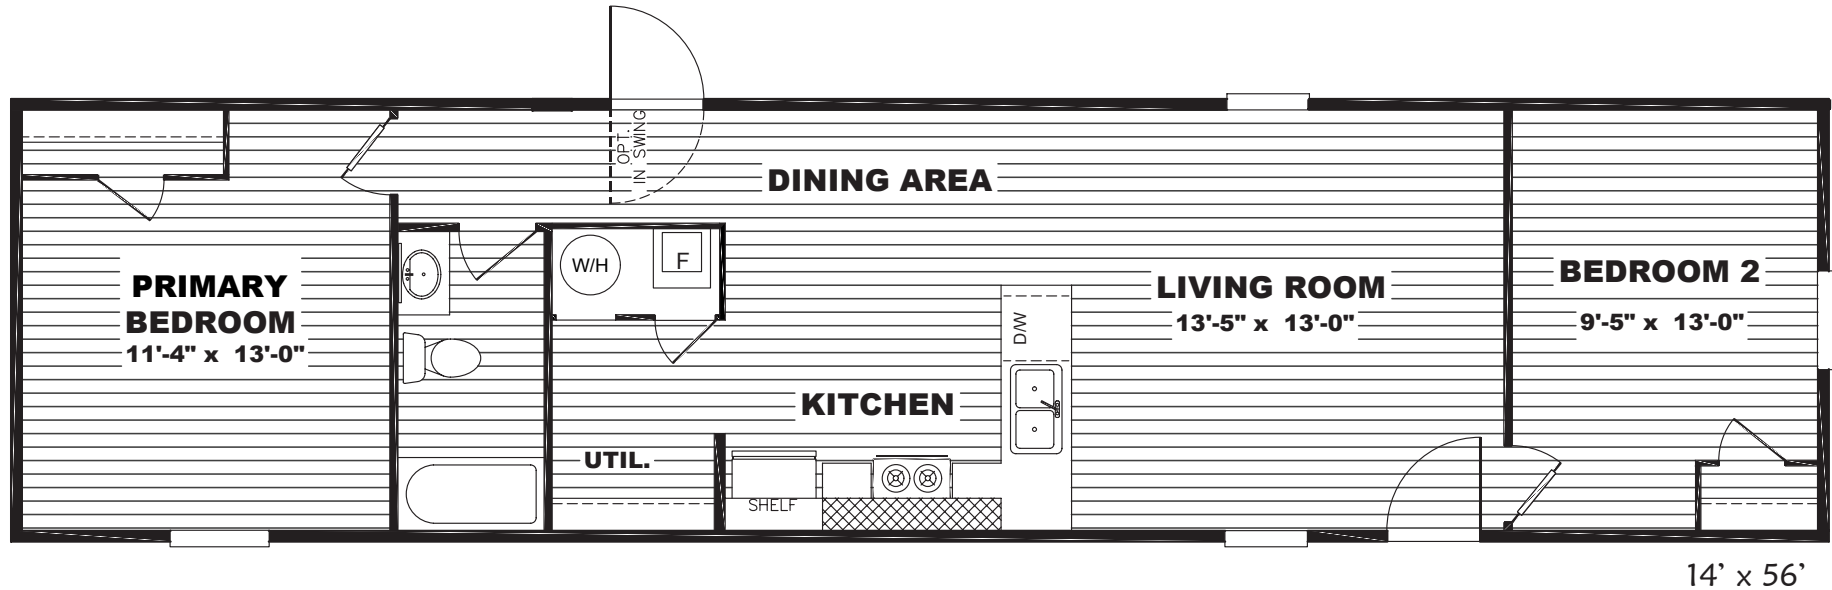 OPT.
IN SWING
DINING AREA
W/H
F
PRIMARY
BEDROOM
11'-4" x 13'-0"
LIVING ROOM
13'-5" x 13'-0"
BEDROOM 2
9'-5" x 13'-0"
D/W
KITCHEN
UTIL.
SHELF
14' x 56'